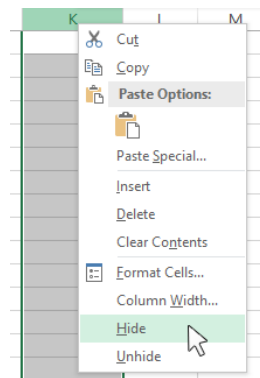 K L M
Cut
Copy
Paste Options:
Paste Special...
Insert
Delete
Clear Contents
Format Cells...
Column Width...
Hide
Unhide